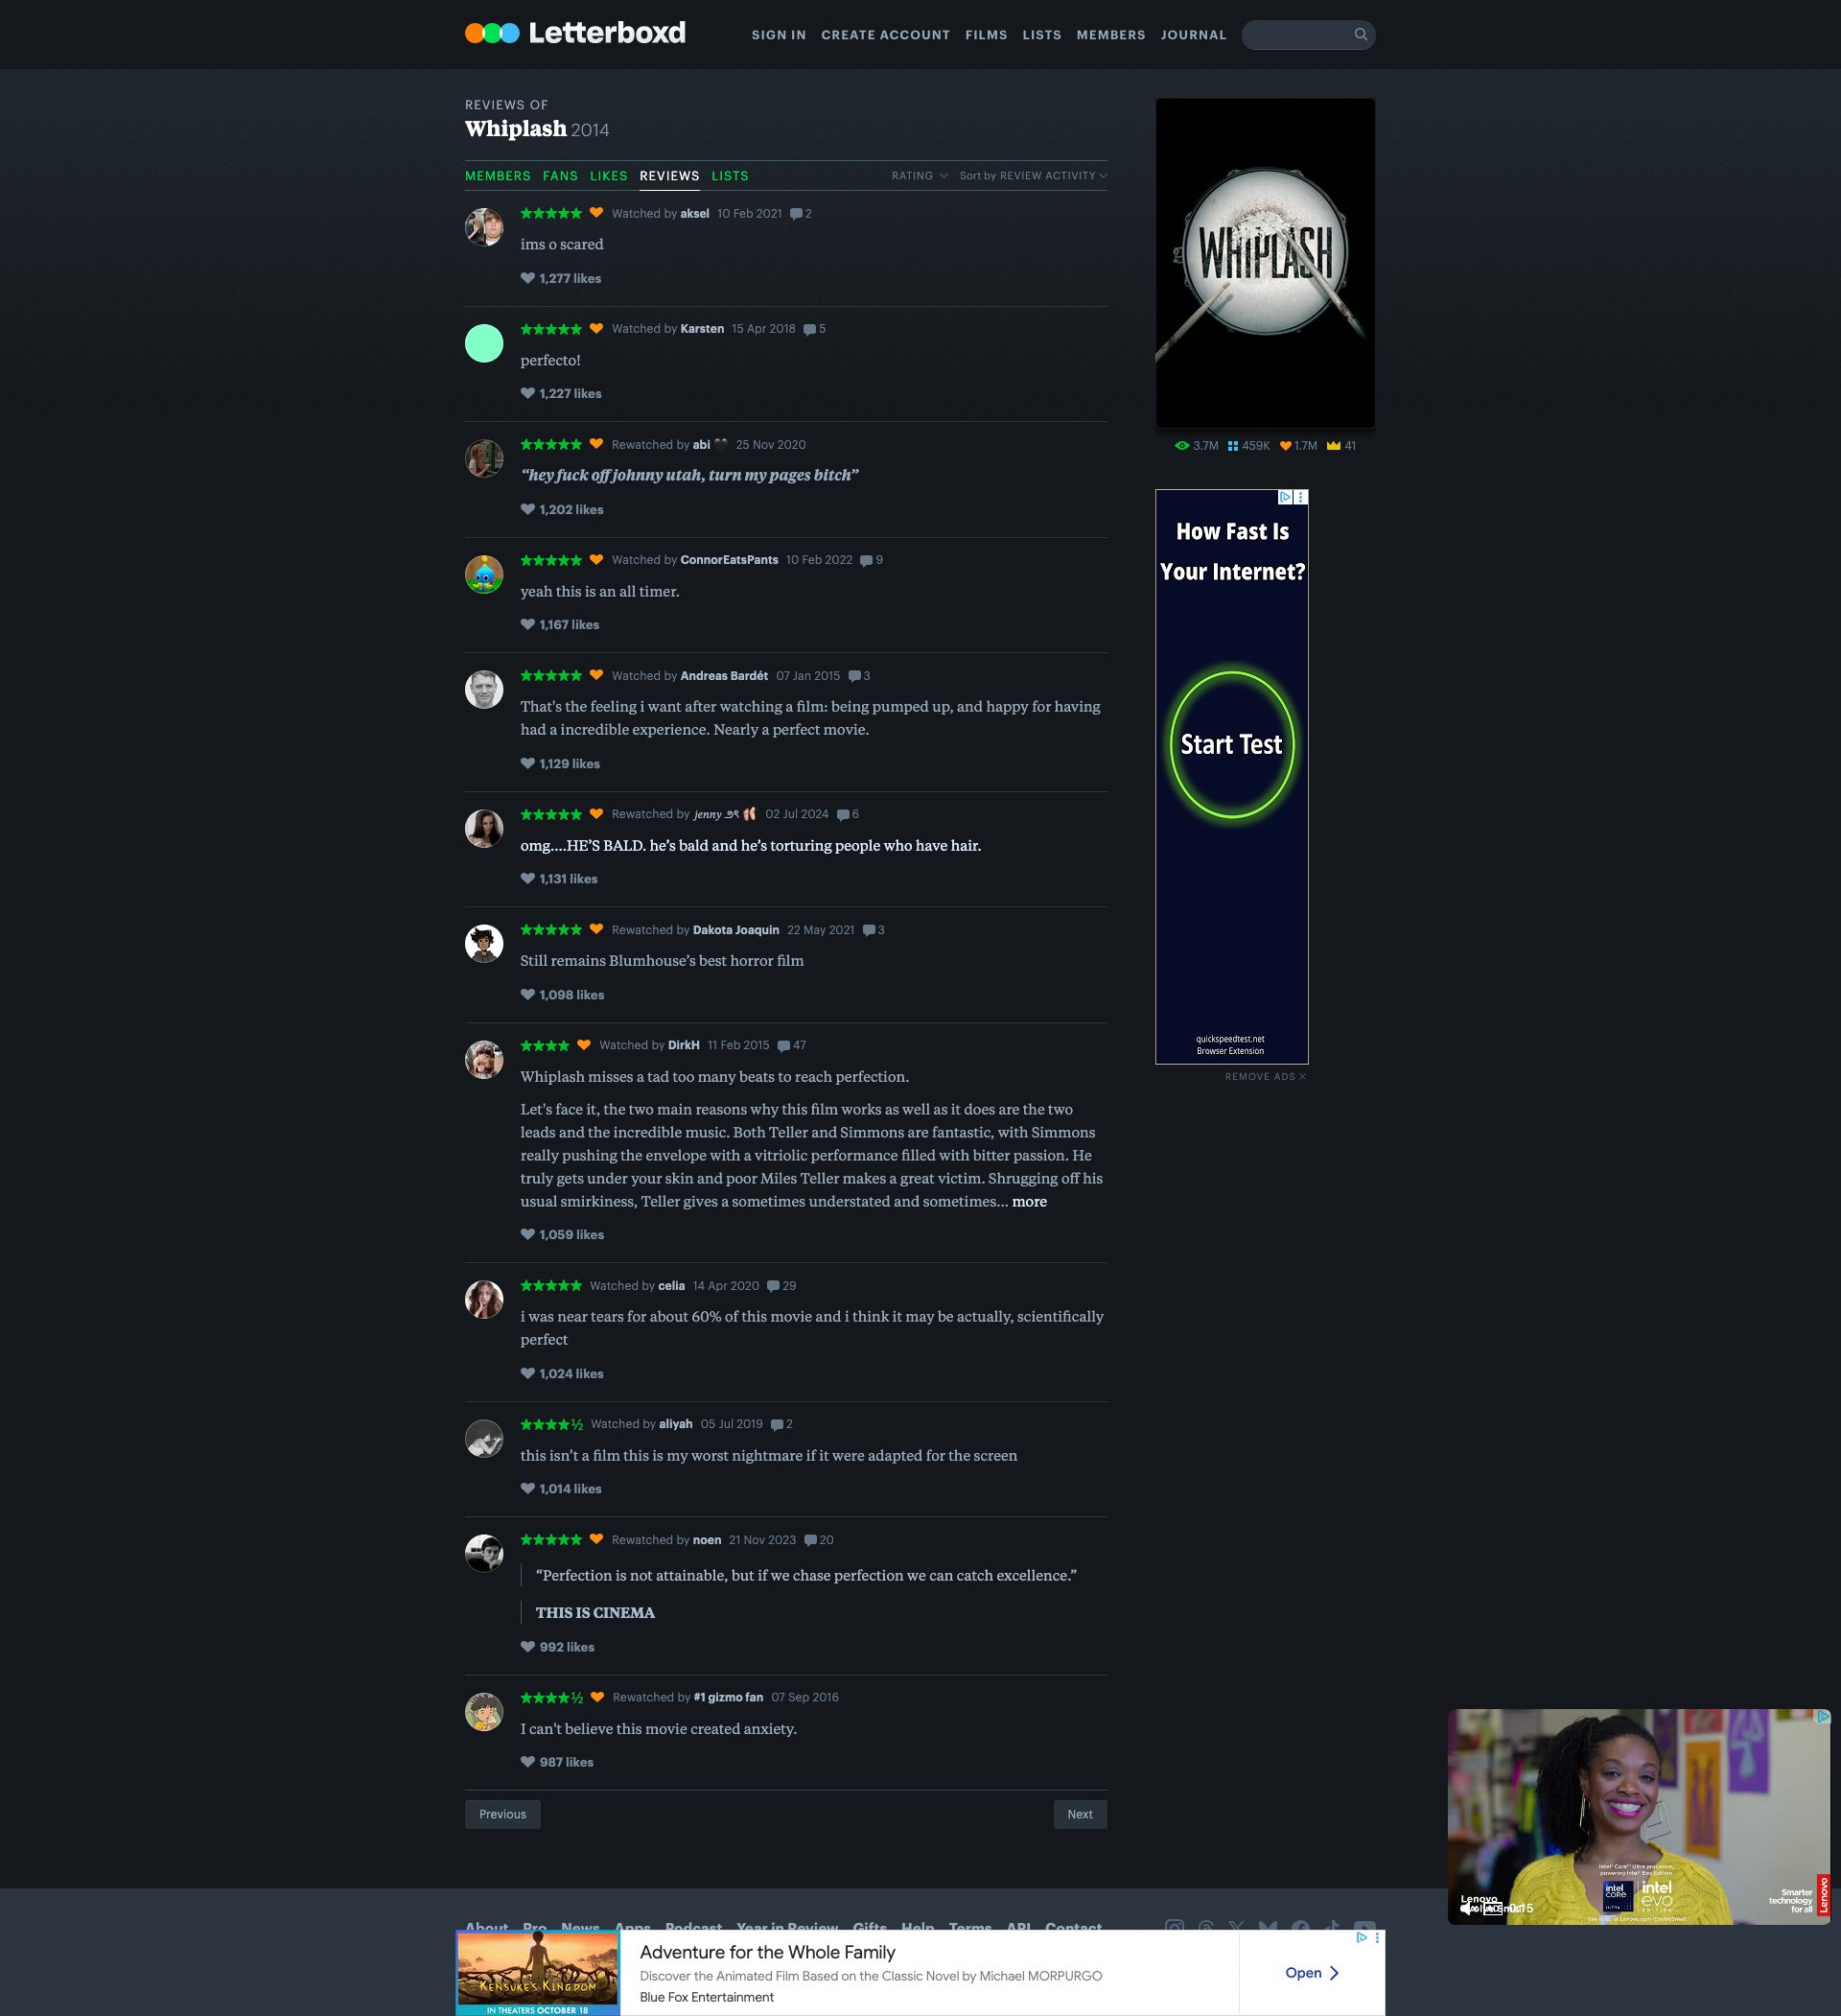 Letterboxd
SIGN IN CREATE ACCOUNT FILMS LISTS MEMBERS JOURNAL
REVIEWS OF
Whiplash 2014
MEMBERS FANS LIKES REVIEWS LISTS RATING Sort by REVIEW ACTIVITY
Watched by aksel 10 Feb 2021 2
ims o scared
1,277 likes
Watched by Karsten 15 Apr 2018 5
perfecto!
1,227 likes
Rewatched by abi 🖤 25 Nov 2020
“hey fuck off johnny utah, turn my pages bitch”
1,202 likes
Watched by ConnorEatsPants 10 Feb 2022 9
yeah this is an all timer.
1,167 likes
Watched by Andreas Bardét 07 Jan 2015 3
That's the feeling i want after watching a film: being pumped up, and happy for having
had a incredible experience. Nearly a perfect movie.
1,129 likes
Rewatched by jenny 02 Jul 2024 6
omg....HE’S BALD. he’s bald and he’s torturing people who have hair.
1,131 likes
Rewatched by Dakota Joaquin 22 May 2021 3
Still remains Blumhouse’s best horror film
1,098 likes
Watched by DirkH 11 Feb 2015 47
Whiplash misses a tad too many beats to reach perfection.
Let's face it, the two main reasons why this film works as well as it does are the two
leads and the incredible music. Both Teller and Simmons are fantastic, with Simmons
really pushing the envelope with a vitriolic performance filled with bitter passion. He
truly gets under your skin and poor Miles Teller makes a great victim. Shrugging off his
usual smirkiness, Teller gives a sometimes understated and sometimes... more
1,059 likes
Watched by celia 14 Apr 2020 29
i was near tears for about 60% of this movie and i think it may be actually, scientifically
perfect
1,024 likes
★★★★½ Watched by aliyah 05 Jul 2019 2
this isn’t a film this is my worst nightmare if it were adapted for the screen
1,014 likes
Rewatched by noen 21 Nov 2023 20
“Perfection is not attainable, but if we chase perfection we can catch excellence.”
THIS IS CINEMA
992 likes
★★★★½ Rewatched by #1 gizmo fan 07 Sep 2016
I can't believe this movie created anxiety.
987 likes
Previous Next
WHIPLASH
3.7M 459K 1.7M 41
How Fast Is
Your Internet?
Start Test
quickspeedtest.net
Browser Extension
REMOVE ADS
Intel® Core™ Ultra processor,
powering Intel® Evo Edition
intel
CORE
intel
evo
Lenovo
0:15
Smarter
technology
for all
Lenovo
About Pro News Apps Podcast Year in Review Gifts Help Terms API Contact
KENSUKE'S KINGDOM
IN THEATERS OCTOBER 18
Adventure for the Whole Family
Discover the Animated Film Based on the Classic Novel by Michael MORPURGO
Blue Fox Entertainment
Open